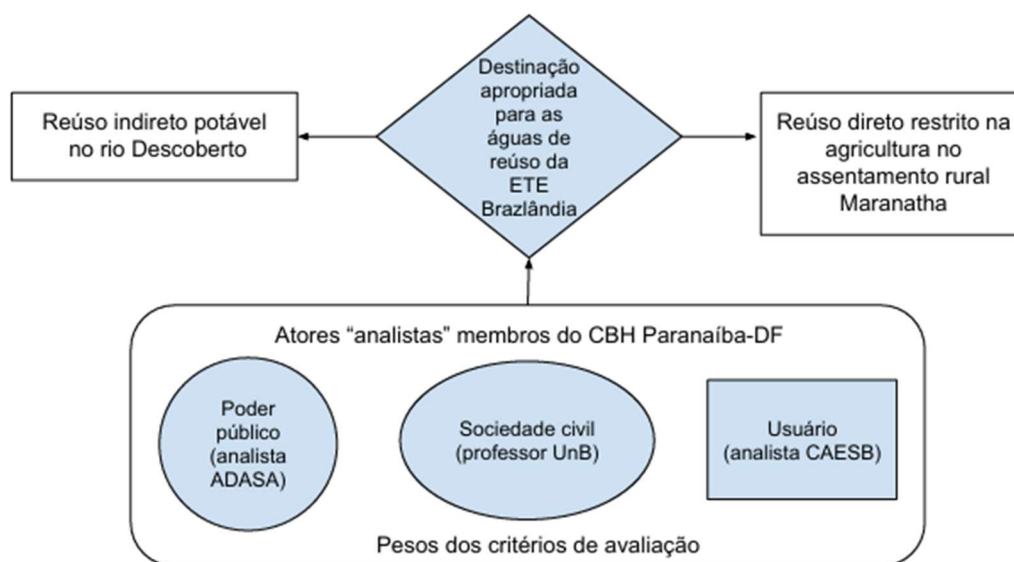 Destinação
apropriada
para as
águas de
reúso da
ETE
Brazlândia
Reúso indireto potável
no rio Descoberto
Reúso direto restrito na
agricultura no
assentamento rural
Maranatha
Atores “analistas” membros do CBH Paranaíba-DF
Poder
público
(analista
ADASA)
Sociedade civil
(professor UnB)
Usuário
(analista CAESB)
Pesos dos critérios de avaliação